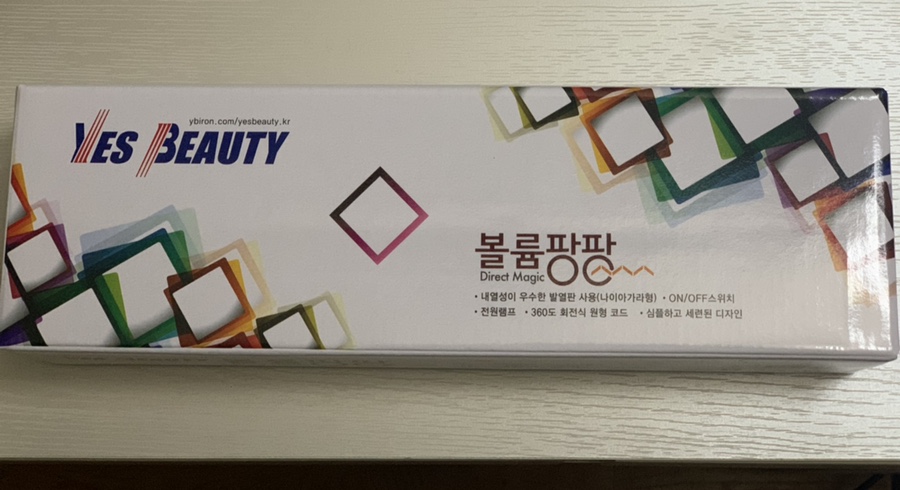 ybiron.com/yesbeauty.kr
YES BEAUTY
볼륨팡팡
Direct Magic
• 내열성이 우수한 발열판 사용(나이아가라형) • ON/OFF스위치
• 전원램프 • 360도 회전식 원형 코드 • 심플하고 세련된 디자인